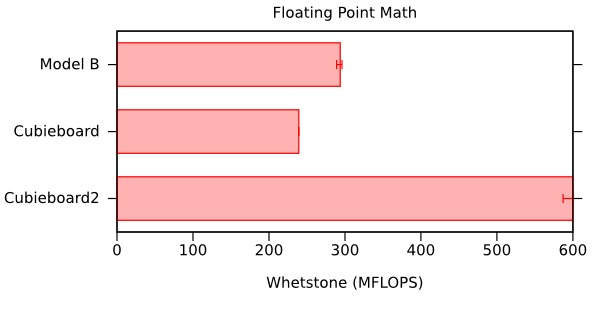 Floating Point Math
Model B
Cubieboard
Cubieboard2
0 100 200 300 400 500 600
Whetstone (MFLOPS)